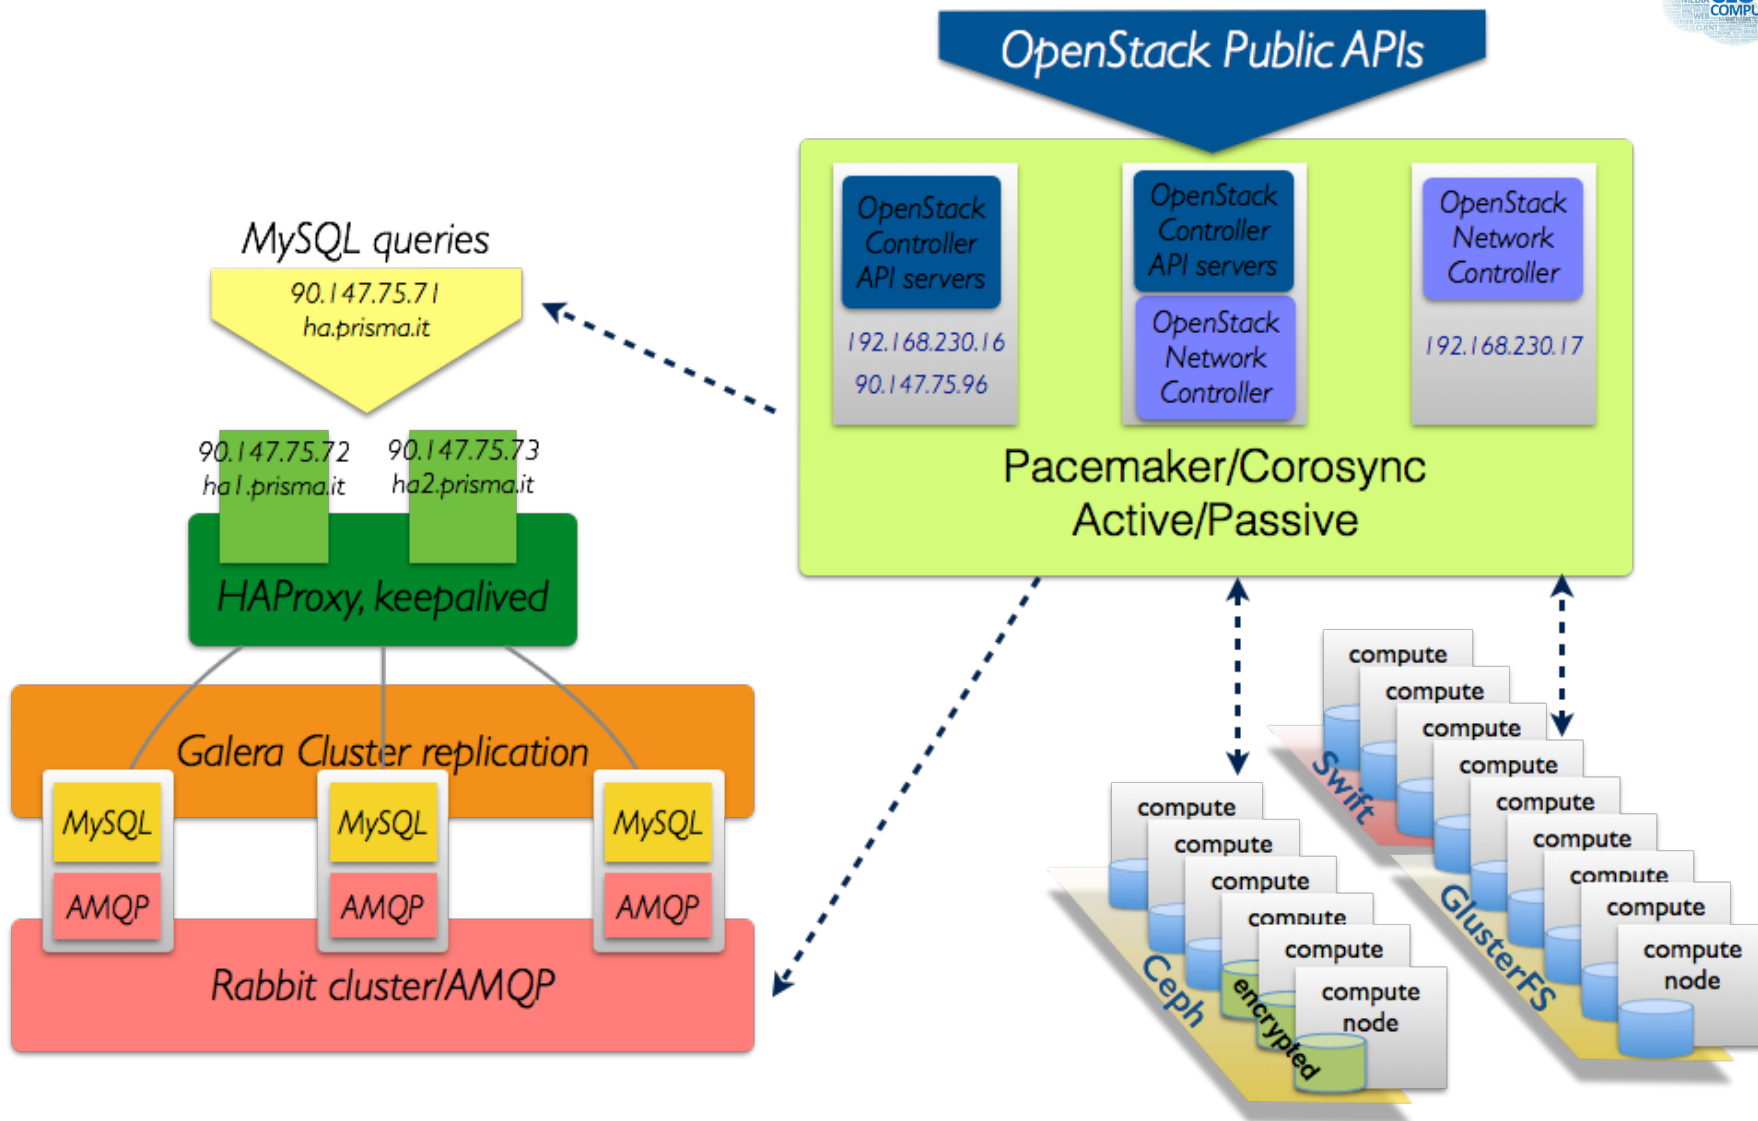 OpenStack Public APIs
COMPU
MySQL queries
90.147.75.71
ha.prisma.it
90.147.75.72
ha1.prisma.it
90.147.75.73
ha2.prisma.it
HAProxy, keepalived
Galera Cluster replication
MySQL
AMQP
MySQL
AMQP
MySQL
AMQP
Rabbit cluster/AMQP
OpenStack
Controller
API servers
192.168.230.16
90.147.75.96
OpenStack
Controller
API servers
OpenStack
Network
Controller
OpenStack
Network
Controller
192.168.230.17
Pacemaker/Corosync
Active/Passive
compute
compute
compute
compute
compute
compute
node
Ceph
encrypted
compute
compute
compute
compute
compute
compute
compute
compute
compute
node
Swift
GlusterFS